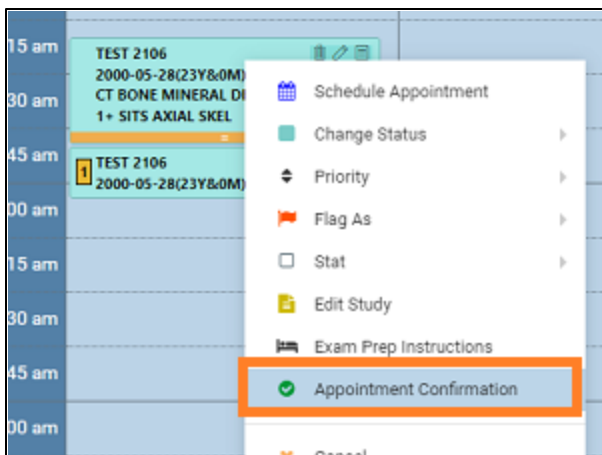 15 am
TEST 2106
2000-05-28(23Y&0M)
30 am
CT BONE MINERAL DI
1+ SITS AXIAL SKEL
45 am
TEST 2106
1
2000-05-28(23Y&0M)
00 am
15 am
30 am
45 am
00 am
Schedule Appointment
Change Status
Priority
Flag As
Stat
Edit Study
Exam Prep Instructions
Appointment Confirmation
Cancel